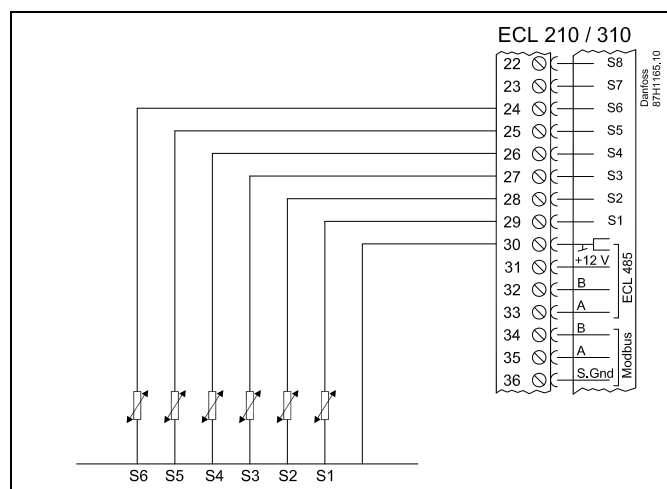 ECL 210 / 310
22 S8
23 S7
24 S6
25 S5
26 S4
27 S3
28 S2
29 S1
30
31 +12 V
32 B
33 A
34 B
35 A
36 S.Gnd
ECL 485
Modbus
Danfoss
87H1165.10
S6 S5 S4 S3 S2 S1